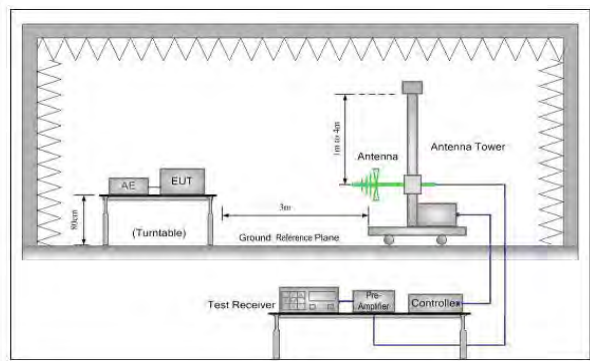 1m to 4m
Antenna
Antenna Tower
AE
EUT
80cm
(Turntable)
3m
Ground Reference Plane
Test Receiver
Pre-
Amplifier
Controller